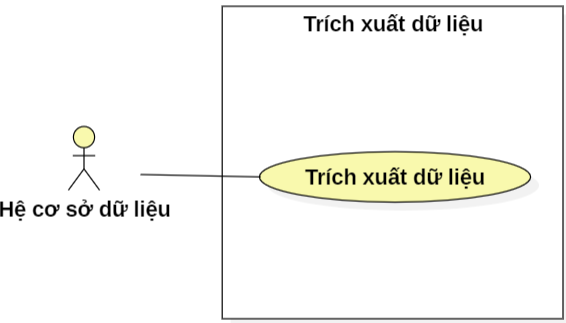 Trích xuất dữ liệu
Trích xuất dữ liệu
Hệ cơ sở dữ liệu